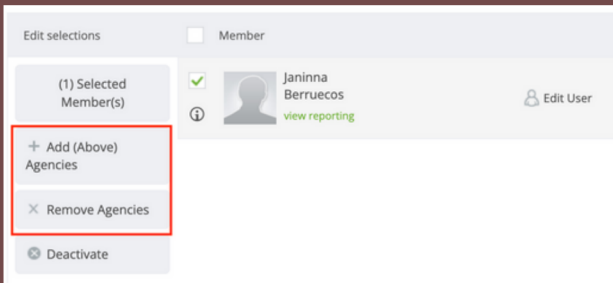 Edit selections
Member
(1) Selected
Member(s)
Janinna
Berruecos
view reporting
Edit User
+ Add (Above)
Agencies
× Remove Agencies
Deactivate